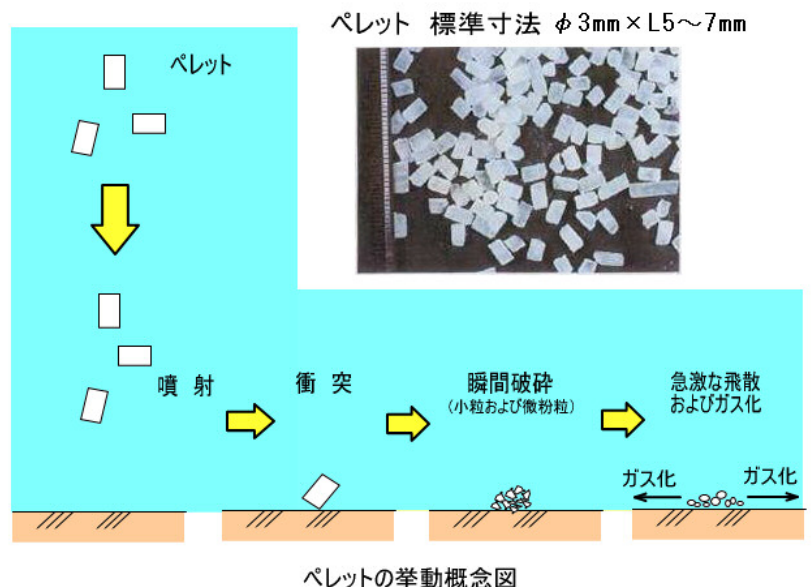 ペレット 標準寸法 φ3mm×L5～7mm
ペレット
噴 射
衝 突
瞬間破砕
(小粒および微粉粒)
急激な飛散
およびガス化
ガス化
ガス化
ペレットの挙動概念図